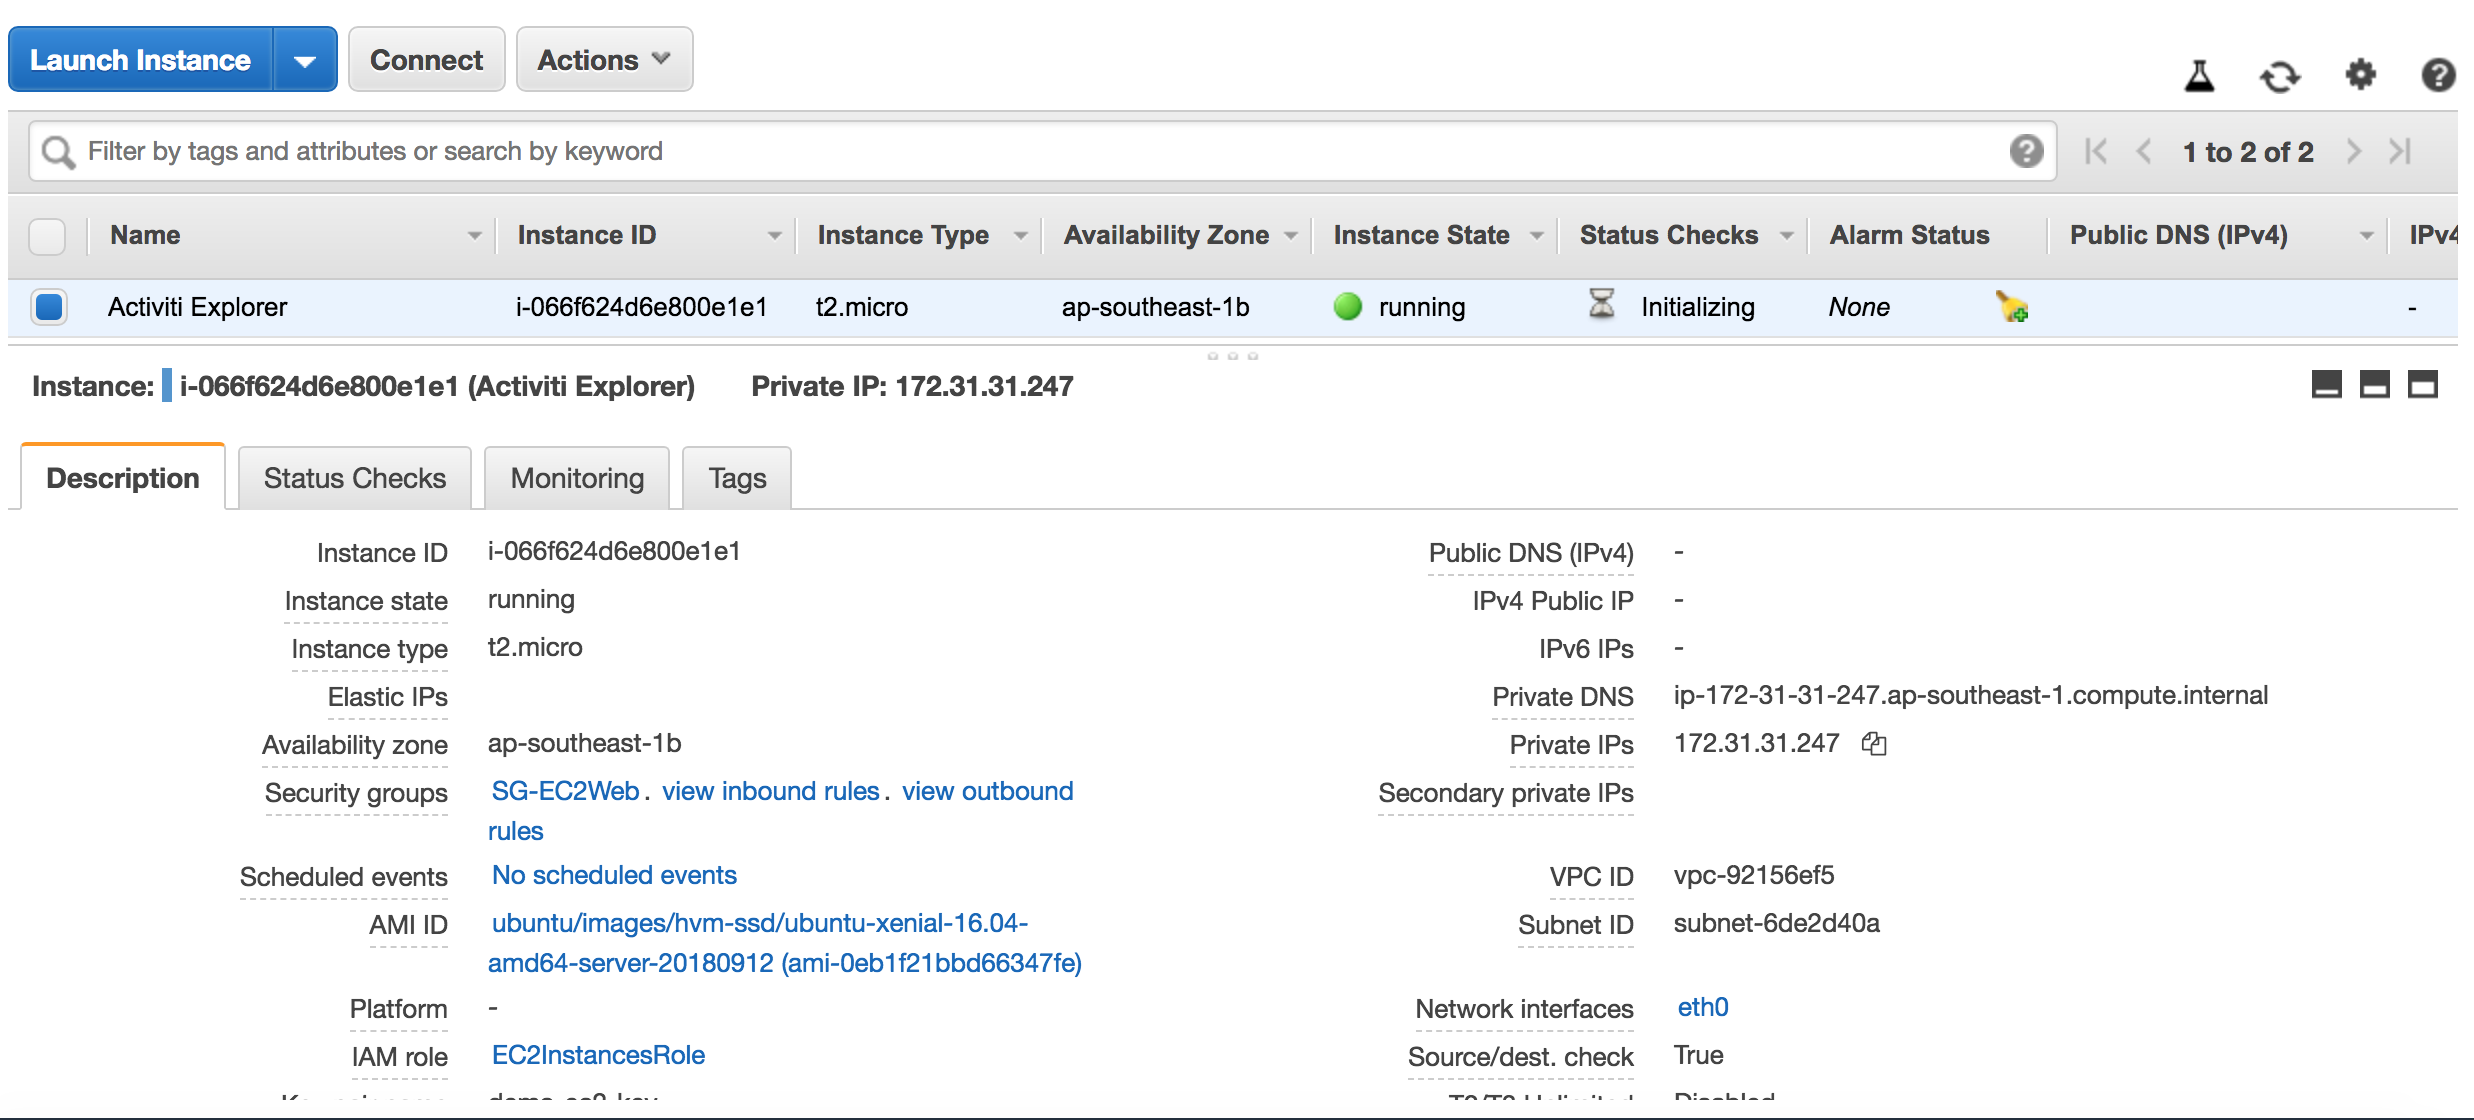 Launch Instance Connect Actions
Filter by tags and attributes or search by keyword 1 to 2 of 2
Name Instance ID Instance Type Availability Zone Instance State Status Checks Alarm Status Public DNS (IPv4) IPv4
Activiti Explorer i-066f624d6e800e1e1 t2.micro ap-southeast-1b running Initializing None -
Instance: i-066f624d6e800e1e1 (Activiti Explorer) Private IP: 172.31.31.247
Description Status Checks Monitoring Tags
Instance ID i-066f624d6e800e1e1 Public DNS (IPv4) -
Instance state running IPv4 Public IP -
Instance type t2.micro IPv6 IPs -
Elastic IPs Private DNS ip-172-31-31-247.ap-southeast-1.compute.internal
Availability zone ap-southeast-1b Private IPs 172.31.31.247
Security groups SG-EC2Web. view inbound rules. view outbound Secondary private IPs
rules
Scheduled events No scheduled events VPC ID vpc-92156ef5
AMI ID ubuntu/images/hvm-ssd/ubuntu-xenial-16.04- Subnet ID subnet-6de2d40a
amd64-server-20180912 (ami-0eb1f21bbd66347fe)
Platform - Network interfaces eth0
IAM role EC2InstancesRole Source/dest. check True